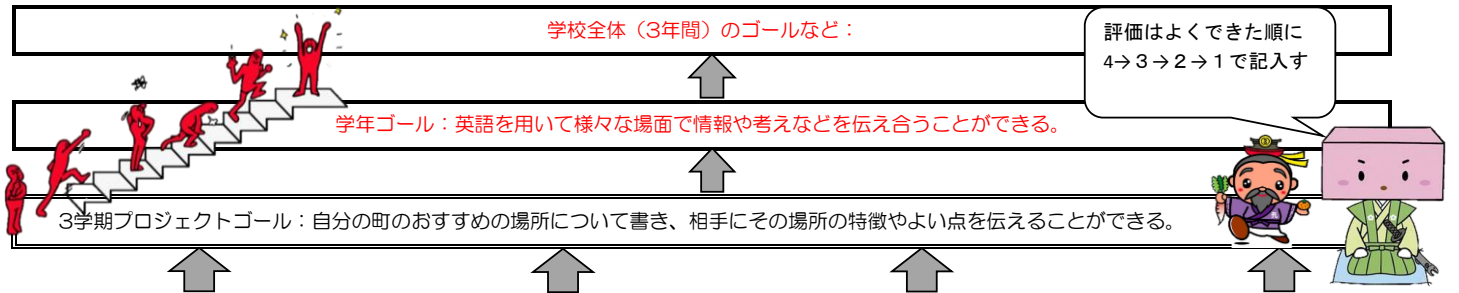 学校全体（3年間）のゴールなど：
評価はよくできた順に
4→３→２→１で記入す
学年ゴール：英語を用いて様々な場面で情報や考えなどを伝え合うことができる。
3学期プロジェクトゴール：自分の町のおすすめの場所について書き、相手にその場所の特徴やよい点を伝えることができる。